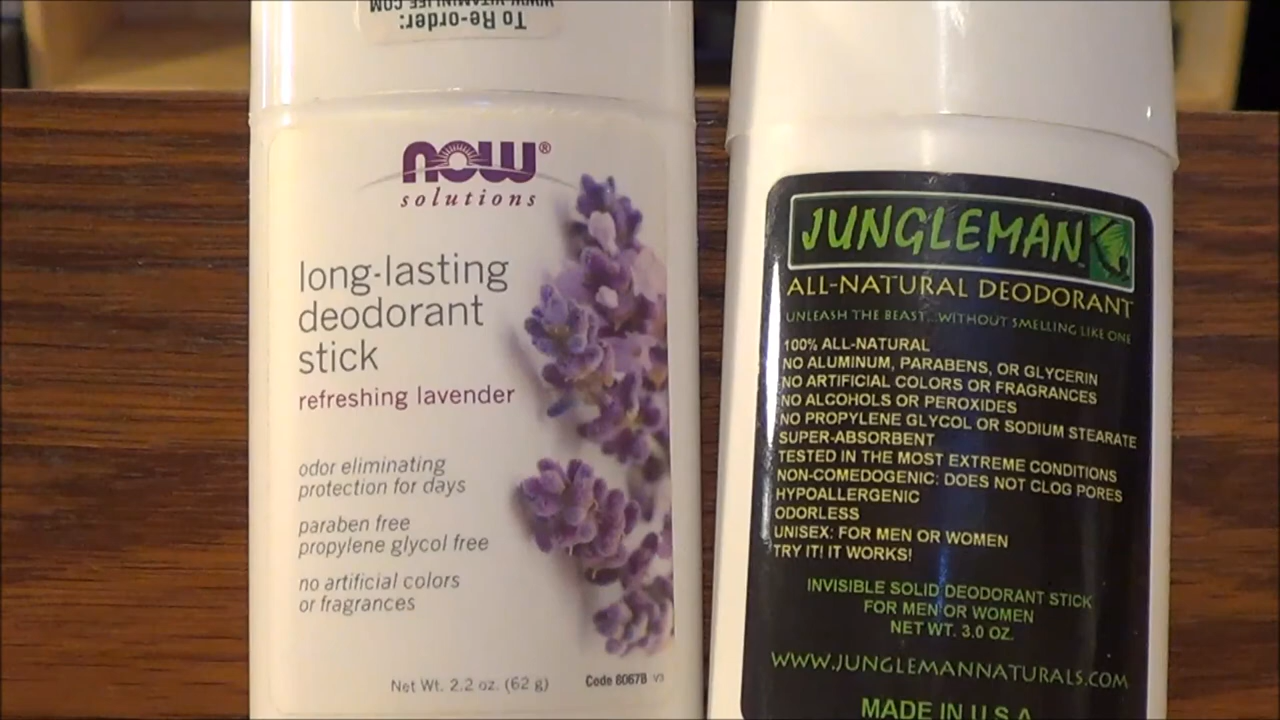 To Re-order:
WWW.VITAMINLIFE.COM
now®
solutions
long-lasting
deodorant
stick
refreshing lavender
odor eliminating
protection for days
paraben free
propylene glycol free
no artificial colors
or fragrances
Net Wt. 2.2 oz. (62 g)
Code 8067B V3
JUNGLEMAN
ALL-NATURAL DEODORANT
UNLEASH THE BEAST...WITHOUT SMELLING LIKE ONE
100% ALL-NATURAL
NO ALUMINUM, PARABENS, OR GLYCERIN
NO ARTIFICIAL COLORS OR FRAGRANCES
NO ALCOHOLS OR PEROXIDES
NO PROPYLENE GLYCOL OR SODIUM STEARATE
SUPER-ABSORBENT
TESTED IN THE MOST EXTREME CONDITIONS
NON-COMEDOGENIC: DOES NOT CLOG PORES
HYPOALLERGENIC
ODORLESS
UNISEX: FOR MEN OR WOMEN
TRY IT! IT WORKS!
INVISIBLE SOLID DEODORANT STICK
FOR MEN OR WOMEN
NET WT. 3.0 OZ.
WWW.JUNGLEMANNATURALS.COM
MADE IN U.S.A.